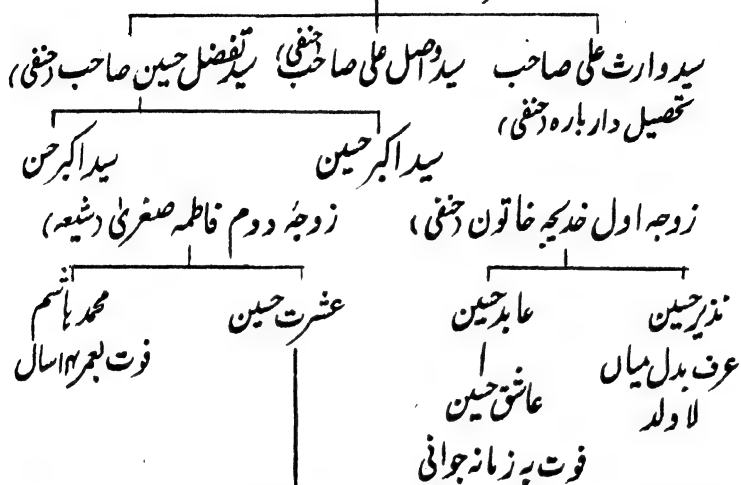 سید وارث علی صاحب سید واصل علی صاحب (حنفی) سید تفضل حسین صاحب (حنفی)
تحصیل دار بارہ (حنفی)
سید اکبر حسین سید اکبر حسن
زوجہ اول خدیجہ خاتون (حنفی) زوجۂ دوم فاطمہ صغریٰ (شیعہ)
نذیر حسین عابد حسین عشرت حسین محمد ہاشم
عرف بدل میاں فوت بعمر ۱۴ سال
لا ولد عاشق حسین
فوت بہ زمانہ جوانی